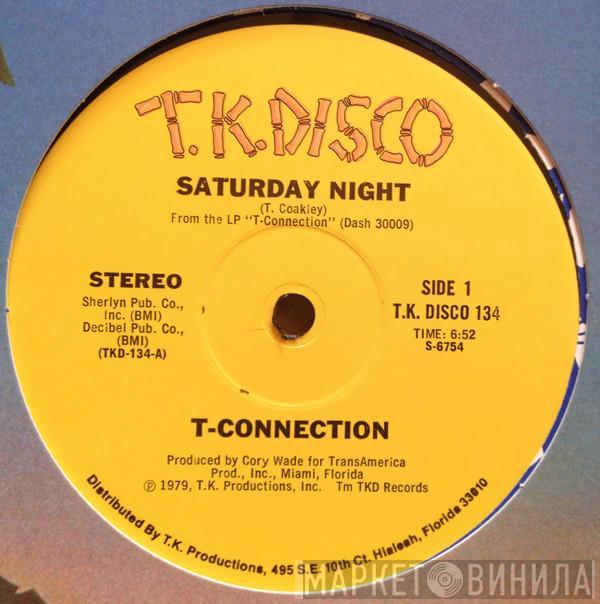 T.K. DISCO
SATURDAY NIGHT
(T. Coakley)
From the LP "T-Connection" (Dash 30009)
STEREO
Sherlyn Pub. Co.,
Inc. (BMI)
Decibel Pub. Co.,
(BMI)
(TKD-134-A)
SIDE 1
T.K. DISCO 134
TIME: 6:52
S-6754
T-CONNECTION
Produced by Cory Wade for TransAmerica
Prod., Inc., Miami, Florida
Ⓟ 1979, T.K. Productions, Inc. Tm TKD Records
Distributed By T.K. Productions, 495 S.E. 10th Ct. Hialeah, Florida 33010
МАРКЕТ ВИНИЛА